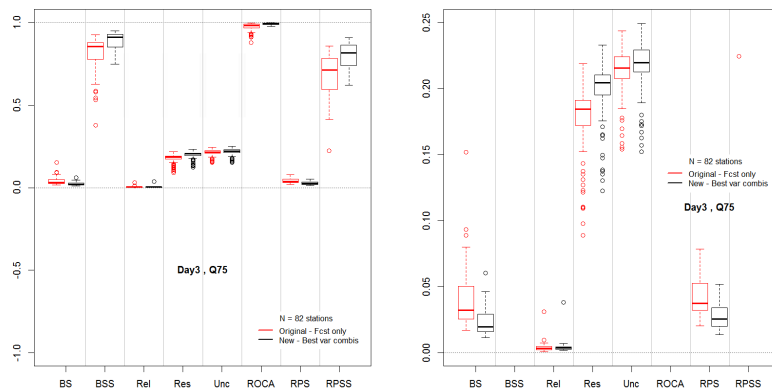 1.0
0.5
0.0
-0.5
-1.0
Day3 , Q75
N = 82 stations
Original - Fcst only
New - Best var combis
BS BSS Rel Res Unc ROCA RPS RPSS
0.25
0.20
0.15
0.10
0.05
0.00
N = 82 stations
Original - Fcst only
New - Best var combis
Day3 , Q75
BS BSS Rel Res Unc ROCA RPS RPSS